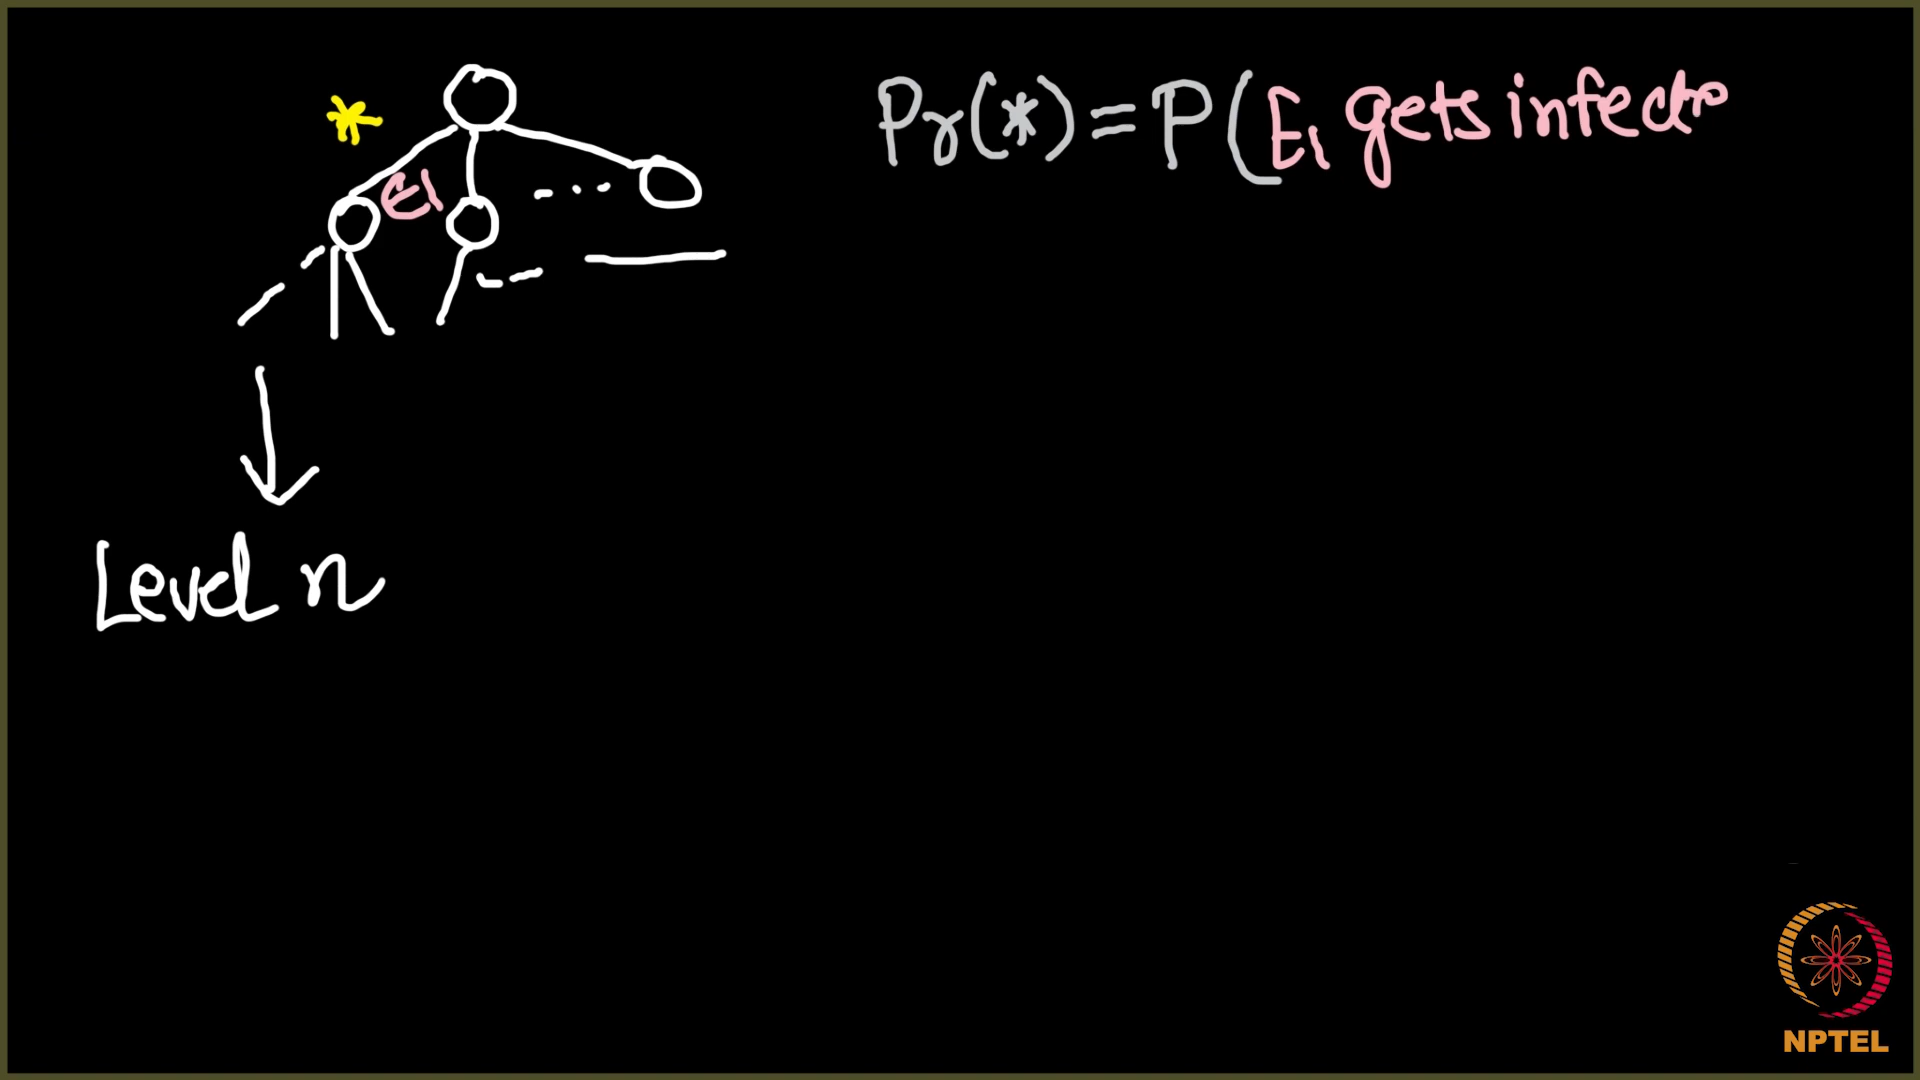 *
E1
Pr(*) = P(E1 gets infecte
Level n
NPTEL